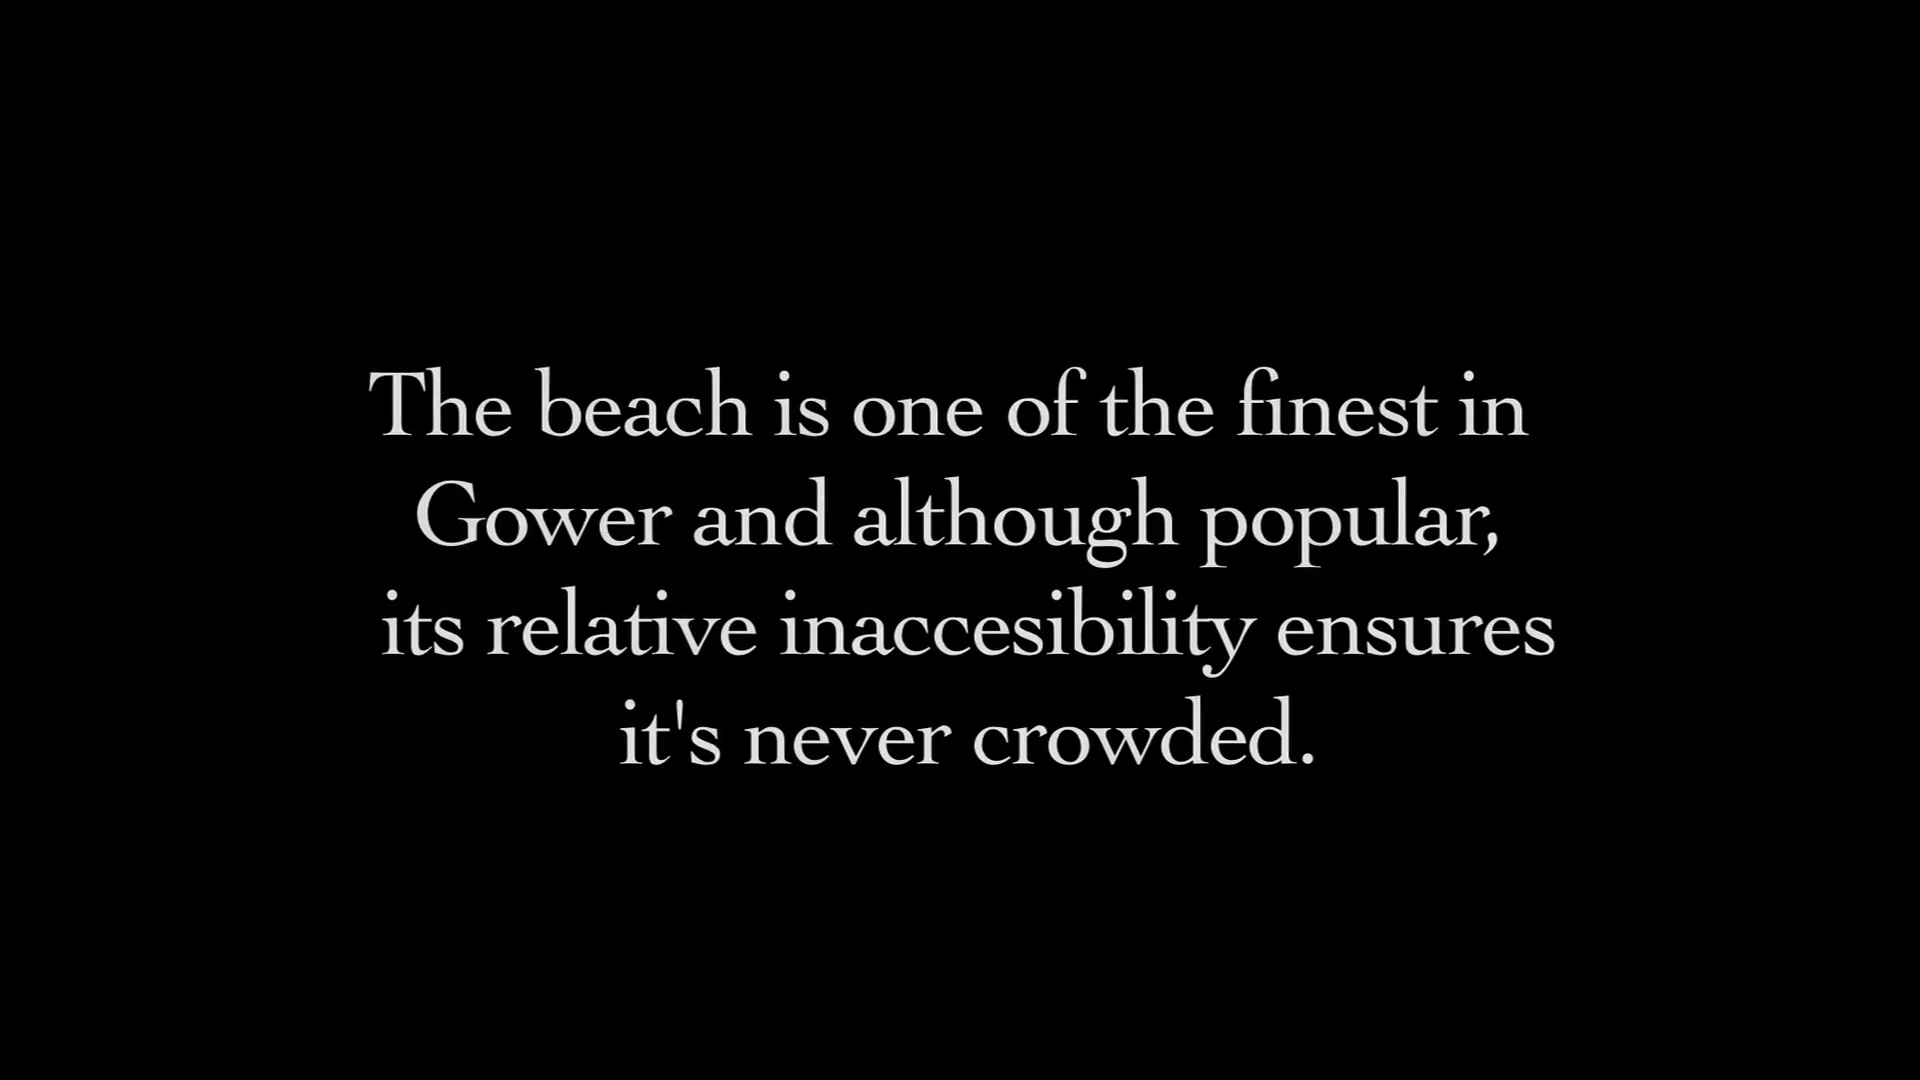 The beach is one of the finest in
Gower and although popular,
its relative inaccesibility ensures
it's never crowded.